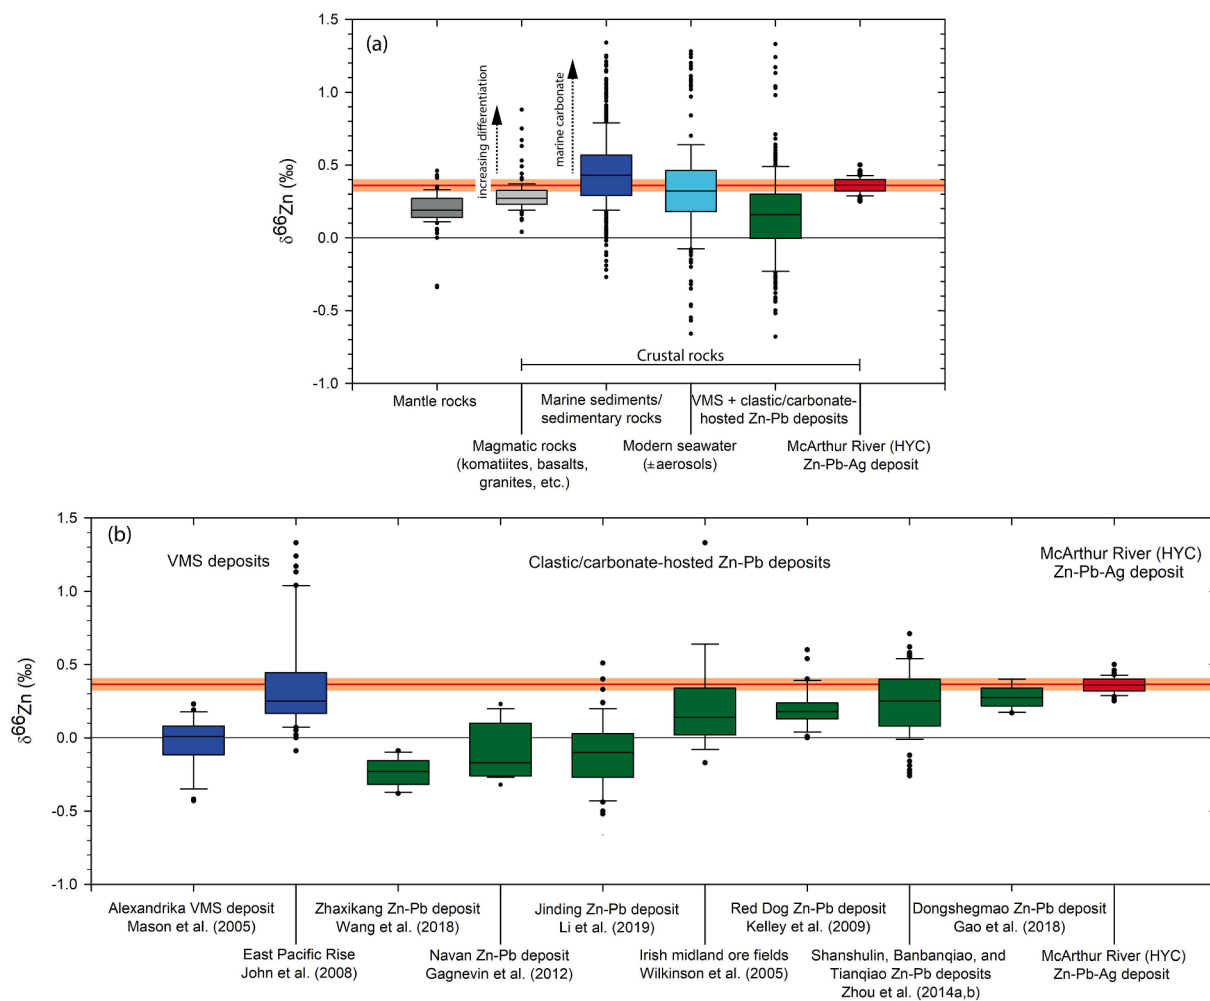 (a)
1.5
1.0
0.5
0.0
-0.5
-1.0
δ66Zn (‰)
increasing differentiation
marine carbonate
Crustal rocks
Mantle rocks
Magmatic rocks
(komatiites, basalts,
granites, etc.)
Marine sediments/
sedimentary rocks
Modern seawater
(±aerosols)
VMS + clastic/carbonate-
hosted Zn-Pb deposits
McArthur River (HYC)
Zn-Pb-Ag deposit
(b)
1.5
1.0
0.5
0.0
-0.5
-1.0
δ66Zn (‰)
VMS deposits
Clastic/carbonate-hosted Zn-Pb deposits
McArthur River (HYC)
Zn-Pb-Ag deposit
Alexandrika VMS deposit
Mason et al. (2005)
East Pacific Rise
John et al. (2008)
Zhaxikang Zn-Pb deposit
Wang et al. (2018)
Navan Zn-Pb deposit
Gagnevin et al. (2012)
Jinding Zn-Pb deposit
Li et al. (2019)
Irish midland ore fields
Wilkinson et al. (2005)
Red Dog Zn-Pb deposit
Kelley et al. (2009)
Shanshulin, Banbanqiao, and
Tianqiao Zn-Pb deposits
Zhou et al. (2014a,b)
Dongshegmao Zn-Pb deposit
Gao et al. (2018)
McArthur River (HYC)
Zn-Pb-Ag deposit